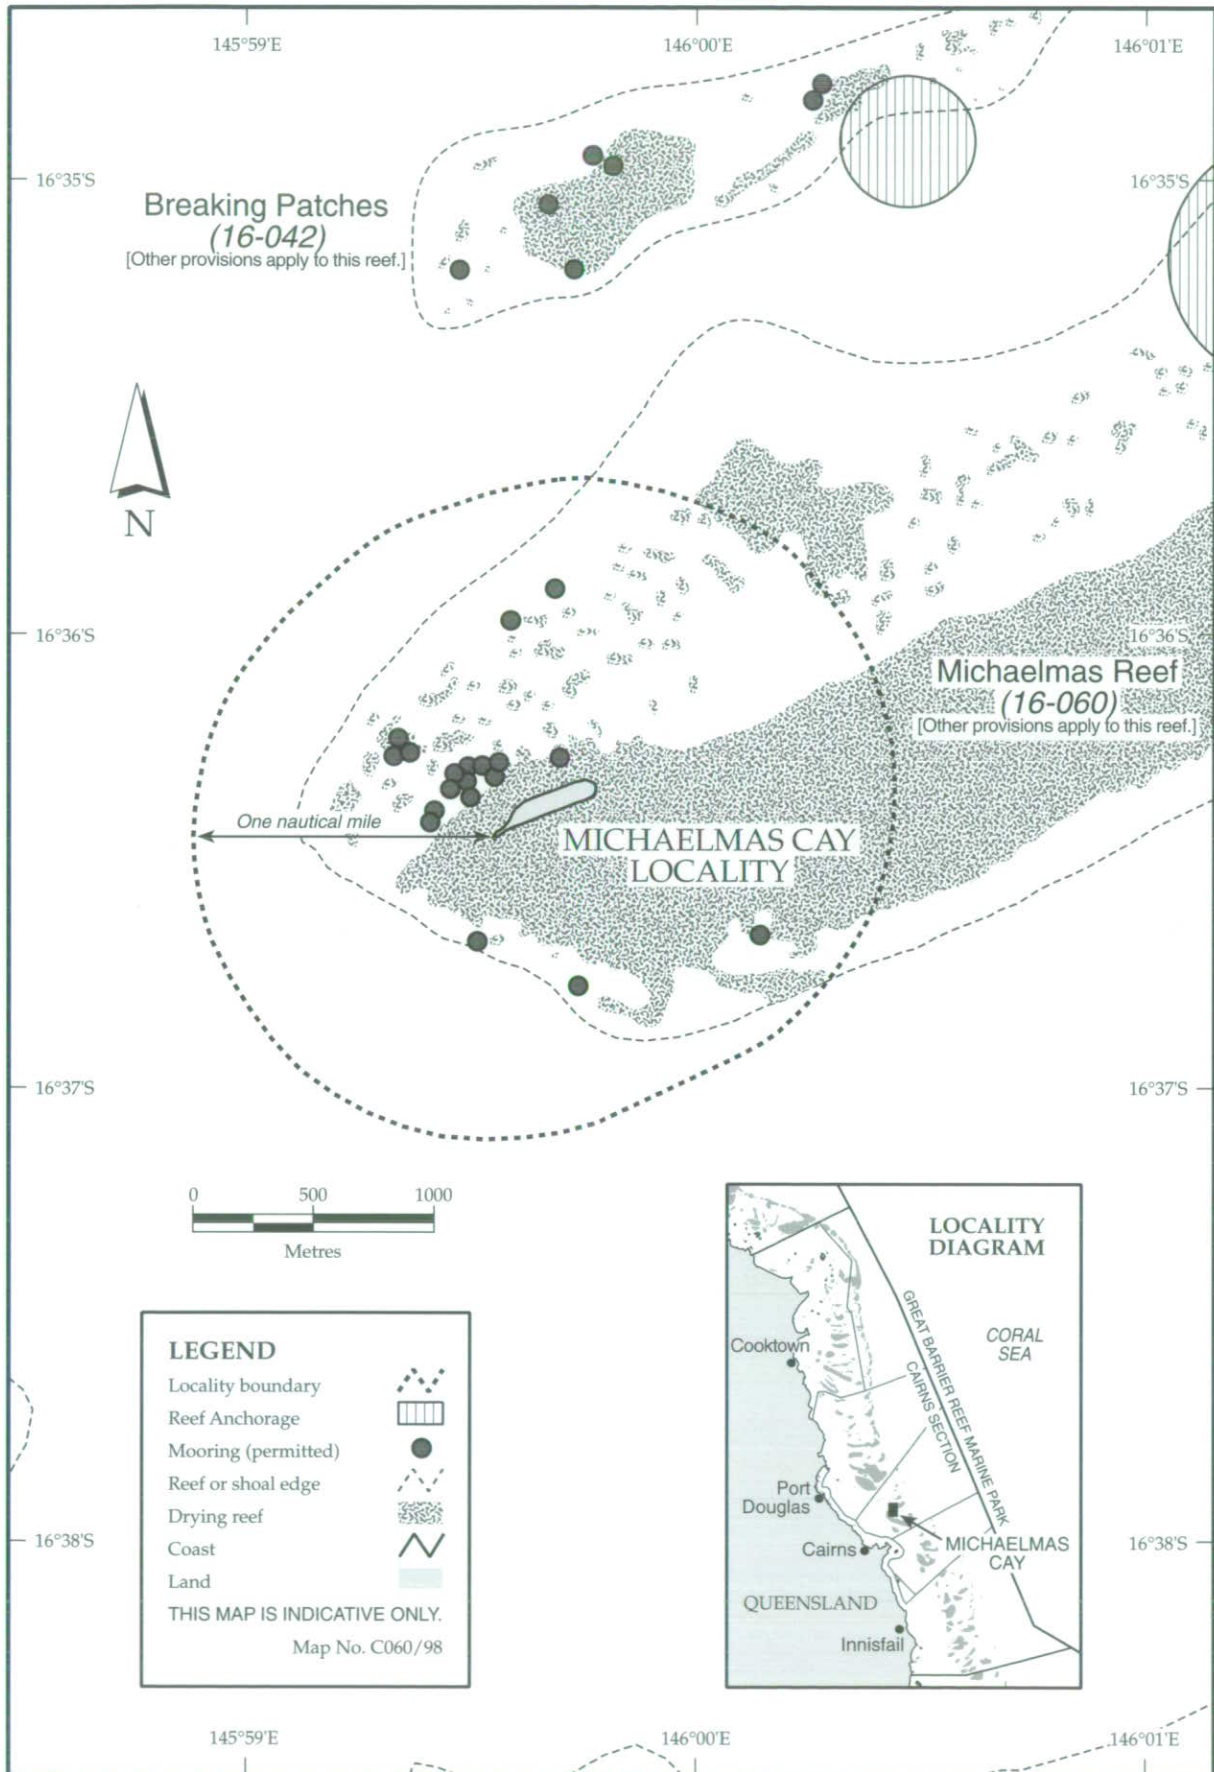 145°59'E
146°00'E
146°01'E
16°35'S
16°35'S
Breaking Patches
(16-042)
[Other provisions apply to this reef.]
N
16°36'S
16°36'S
Michaelmas Reef
(16-060)
[Other provisions apply to this reef.]
One nautical mile
MICHAELMAS CAY
LOCALITY
16°37'S
16°37'S
0 500 1000
Metres
LEGEND
Locality boundary
Reef Anchorage
Mooring (permitted)
Reef or shoal edge
Drying reef
Coast
Land
THIS MAP IS INDICATIVE ONLY.
Map No. C060/98
LOCALITY
DIAGRAM
GREAT BARRIER REEF MARINE PARK
CAIRNS SECTION
CORAL
SEA
Cooktown
Port
Douglas
Cairns
MICHAELMAS
CAY
QUEENSLAND
Innisfail
16°38'S
16°38'S
145°59'E
146°00'E
146°01'E